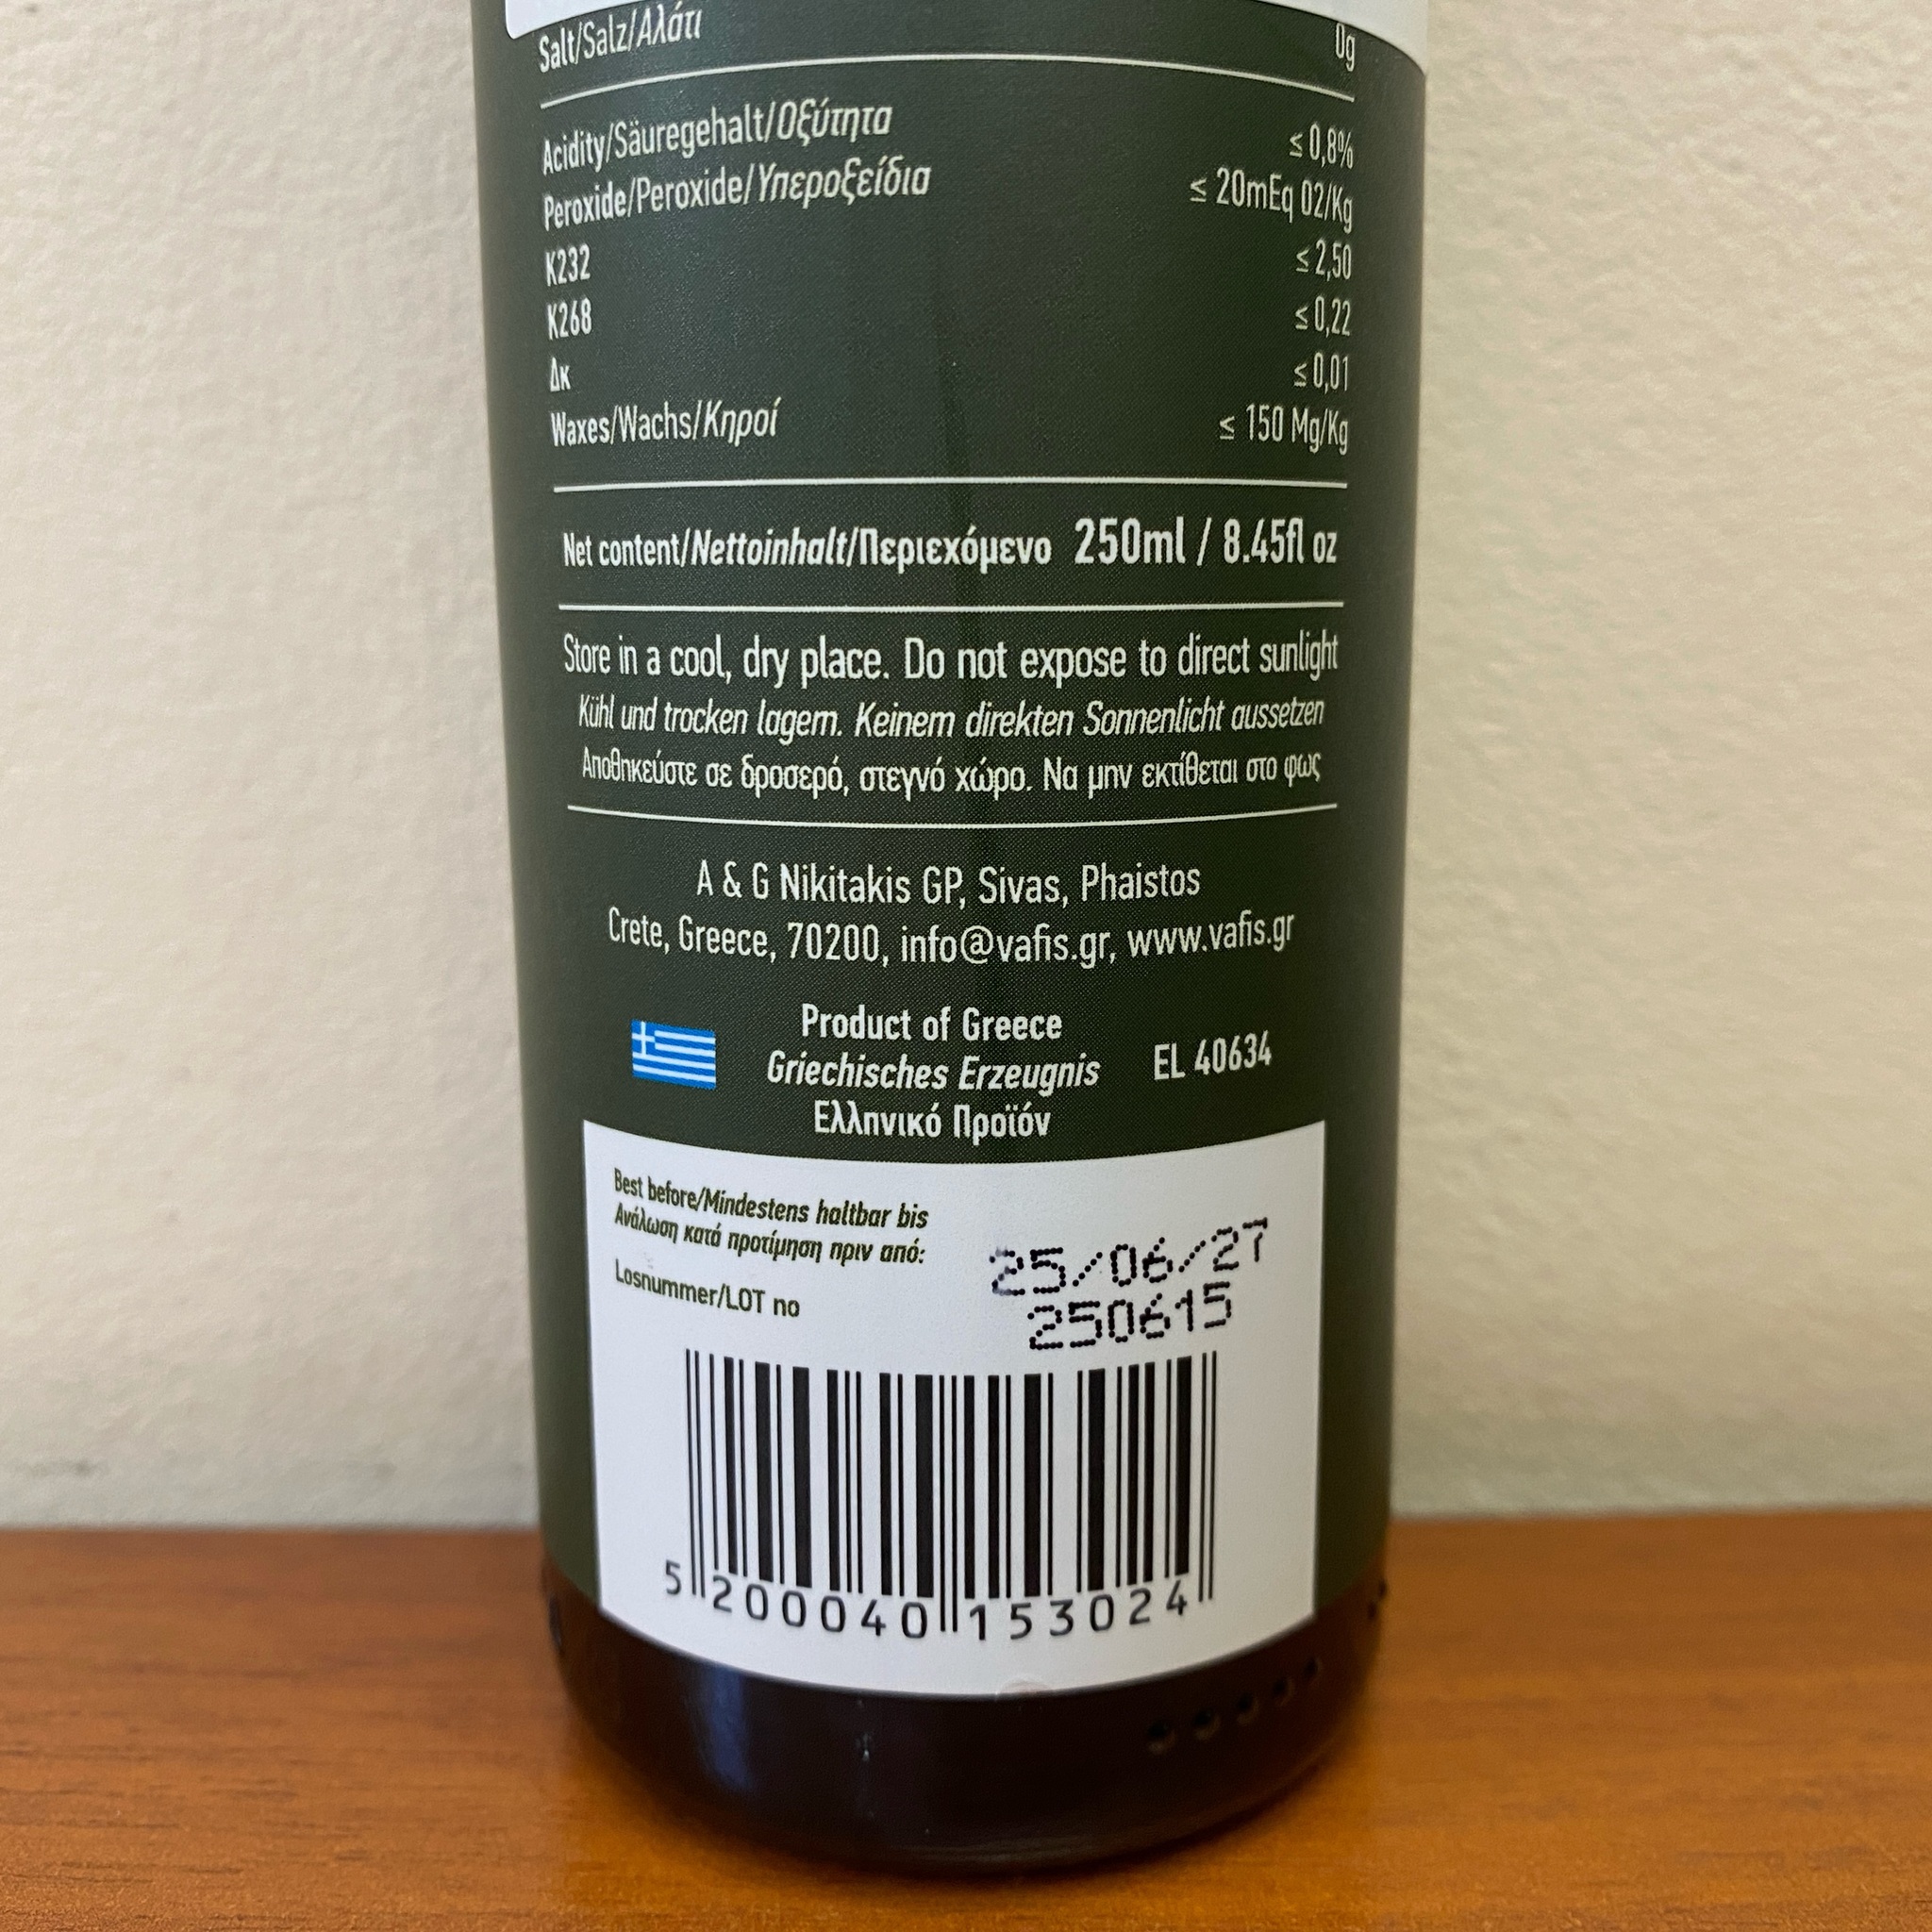 Salt/Salz/Αλάτι 0g
Acidity/Säuregehalt/Οξύτητα ≤ 0,8%
Peroxide/Peroxide/Υπεροξείδια ≤ 20mEq 02/Kg
K232 ≤ 2,50
K268 ≤ 0,22
Δκ ≤ 0,01
Waxes/Wachs/Κηροί ≤ 150 Mg/Kg
Net content/Nettoinhalt/Περιεχόμενο 250ml / 8.45fl oz
Store in a cool, dry place. Do not expose to direct sunlight
Kühl und trocken lagern. Keinem direkten Sonnenlicht aussetzen
Αποθηκεύστε σε δροσερό, στεγνό χώρο. Να μην εκτίθεται στο φως
A & G Nikitakis GP, Sivas, Phaistos
Crete, Greece, 70200, info@vafis.gr, www.vafis.gr
Product of Greece
Griechisches Erzeugnis EL 40634
Ελληνικό Προϊόν
Best before/Mindestens haltbar bis
Ανάλωση κατά προτίμηση πριν από: 25/06/27
Losnummer/LOT no 250615
5 200040 153024